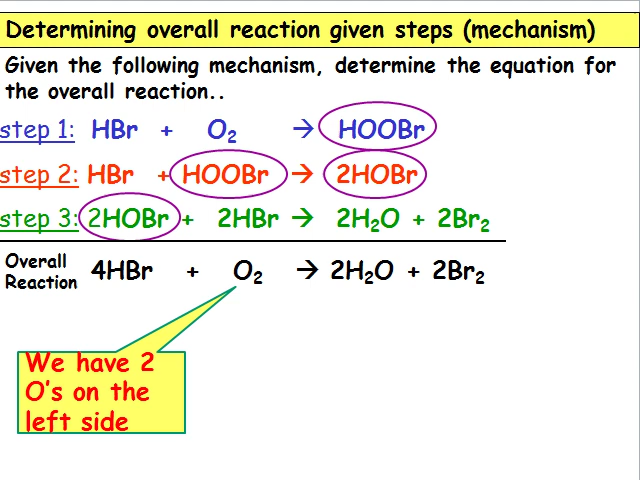 Determining overall reaction given steps (mechanism)
Given the following mechanism, determine the equation for
the overall reaction..
step 1: HBr + O₂ → HOOBr
step 2: HBr + HOOBr → 2HOBr
step 3: 2HOBr + 2HBr → 2H₂O + 2Br₂
Overall
Reaction 4HBr + O₂ → 2H₂O + 2Br₂
We have 2
O's on the
left side